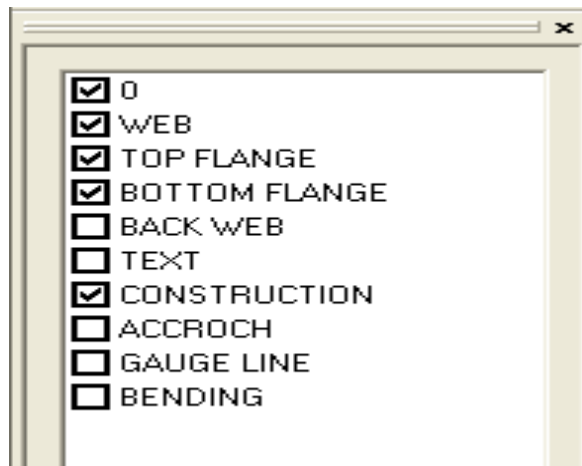 0
WEB
TOP FLANGE
BOTTOM FLANGE
BACK WEB
TEXT
CONSTRUCTION
ACCROCH
GAUGE LINE
BENDING